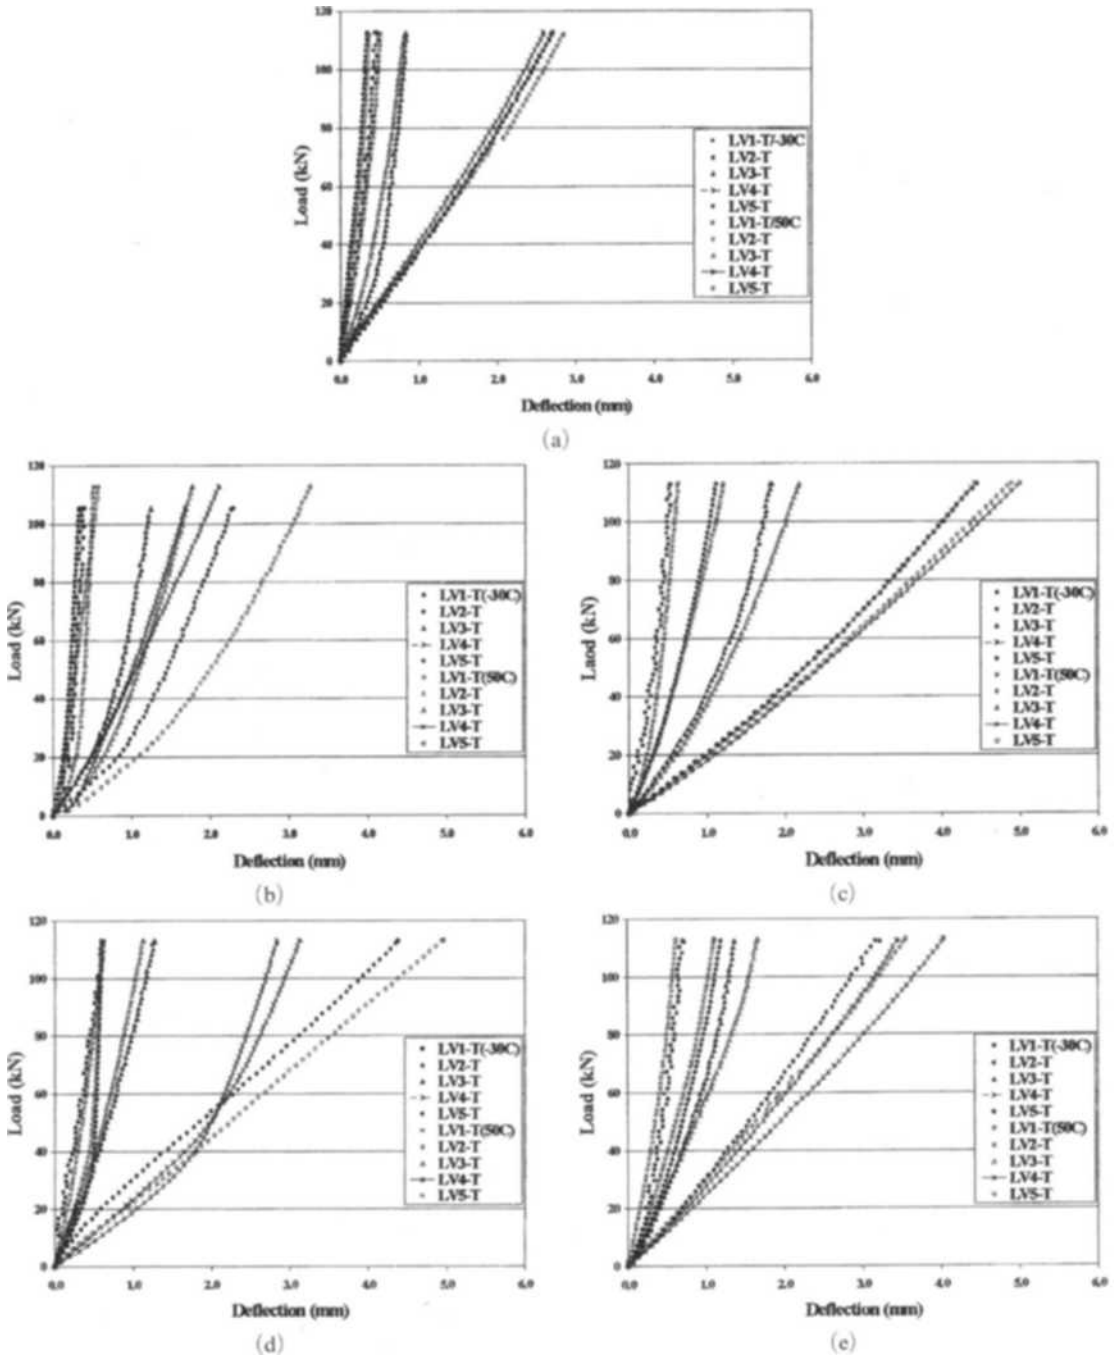 120
100
80
60
40
20
0
Load (kN)
LV1-T/-30C
LV2-T
LV3-T
LV4-T
LV5-T
LV1-T/50C
LV2-T
LV3-T
LV4-T
LV5-T
0.0 1.0 2.0 3.0 4.0 5.0 6.0
Deflection (mm)
(a)
120
100
80
60
40
20
0
Load (kN)
LV1-T(-30C)
LV2-T
LV3-T
LV4-T
LV5-T
LV1-T(50C)
LV2-T
LV3-T
LV4-T
LV5-T
0.0 1.0 2.0 3.0 4.0 5.0 6.0
Deflection (mm)
(b)
120
100
80
60
40
20
0
Laod (kN)
LV1-T(-30C)
LV2-T
LV3-T
LV4-T
LV5-T
LV1-T(50C)
LV2-T
LV3-T
LV4-T
LV5-T
0.0 1.0 2.0 3.0 4.0 5.0 6.0
Deflection (mm)
(c)
120
100
80
60
40
20
0
Load (kN)
LV1-T(-30C)
LV2-T
LV3-T
LV4-T
LV5-T
LV1-T(50C)
LV2-T
LV3-T
LV4-T
LV5-T
0.0 1.0 2.0 3.0 4.0 5.0 6.0
Deflection (mm)
(d)
120
100
80
60
40
20
0
Load (kN)
LV1-T(-30C)
LV2-T
LV3-T
LV4-T
LV5-T
LV1-T(50C)
LV2-T
LV3-T
LV4-T
LV5-T
0.0 1.0 2.0 3.0 4.0 5.0 6.0
Deflection (mm)
(e)